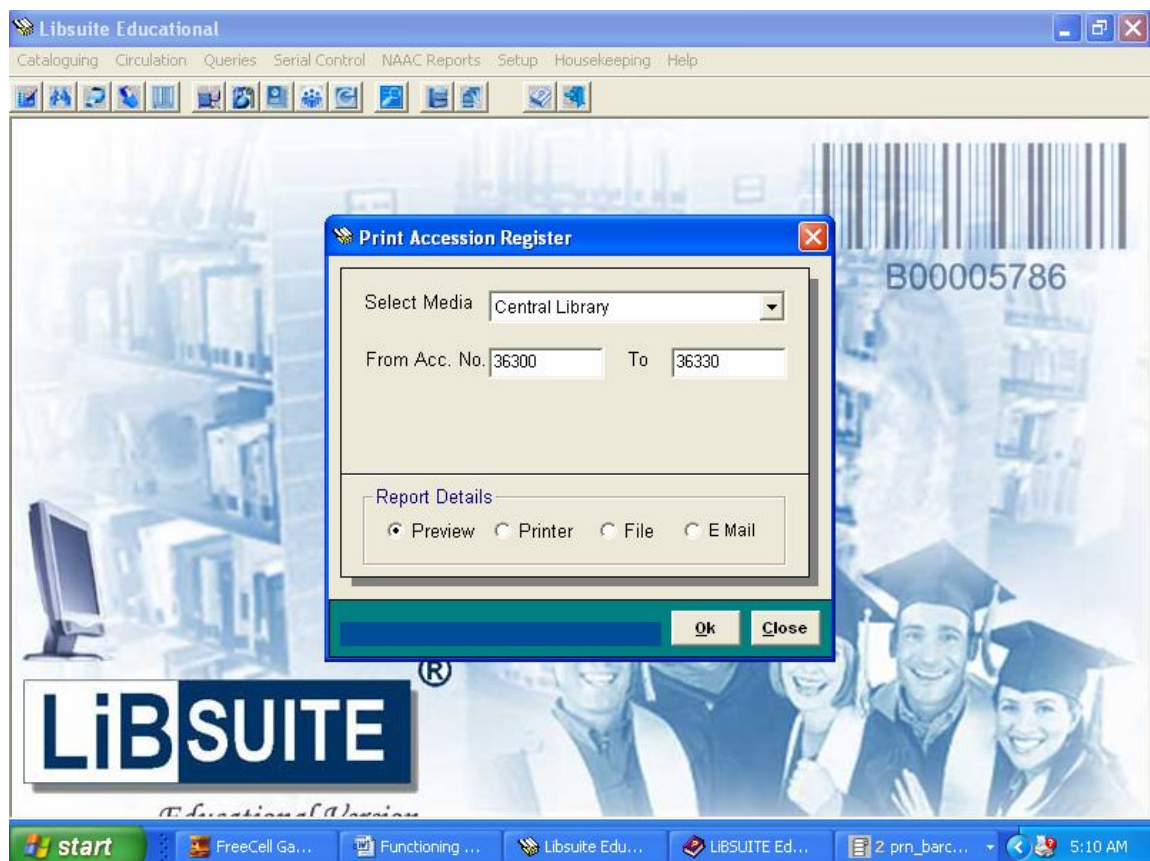 Libsuite Educational
Cataloguing Circulation Queries Serial Control NAAC Reports Setup Housekeeping Help
B00005786
Print Accession Register
Select Media Central Library
From Acc. No. 36300 To 36330
Report Details
Preview Printer File E Mail
Ok Close
®
LiBSUITE
Educational Version
start FreeCell Ga... Functioning ... Libsuite Edu... LiBSUITE Ed... 2 prn_barc... 5:10 AM